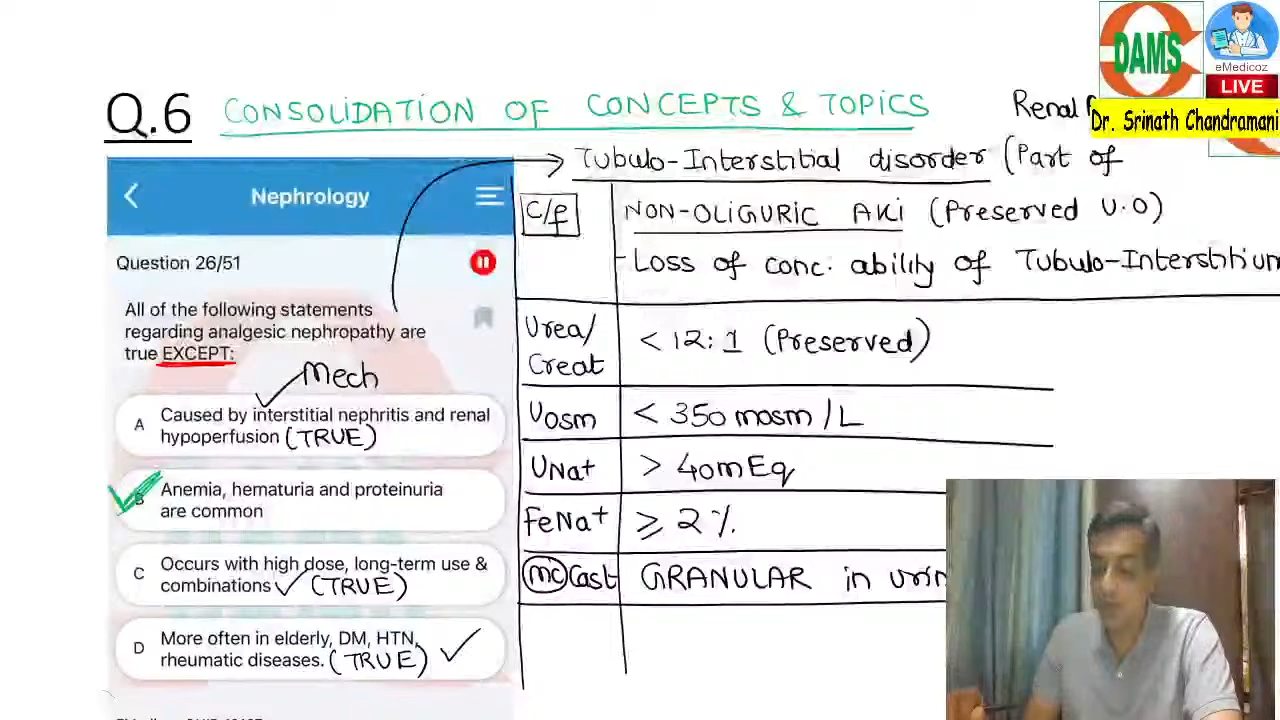 DAMS
eMedicoz
LIVE
Dr. Srinath Chandramani
Q.6 CONSOLIDATION OF CONCEPTS & TOPICS
Renal
Tubulo-Interstitial disorder (Part of
Nephrology
Question 26/51
All of the following statements
regarding analgesic nephropathy are
true EXCEPT:
Mech
A Caused by interstitial nephritis and renal
hypoperfusion (TRUE)
B Anemia, hematuria and proteinuria
are common
C Occurs with high dose, long-term use &
combinations (TRUE)
D More often in elderly, DM, HTN,
rheumatic diseases. (TRUE)
C/f NON-OLIGURIC AKI (Preserved U.O)
- Loss of conc. ability of Tubulo-Interstitium
Urea/
Creat < 12:1 (Preserved)
Uosm < 350 mosm/L
UNa+ > 40mEq
FeNa+ ≥ 2%
mc Cast GRANULAR in